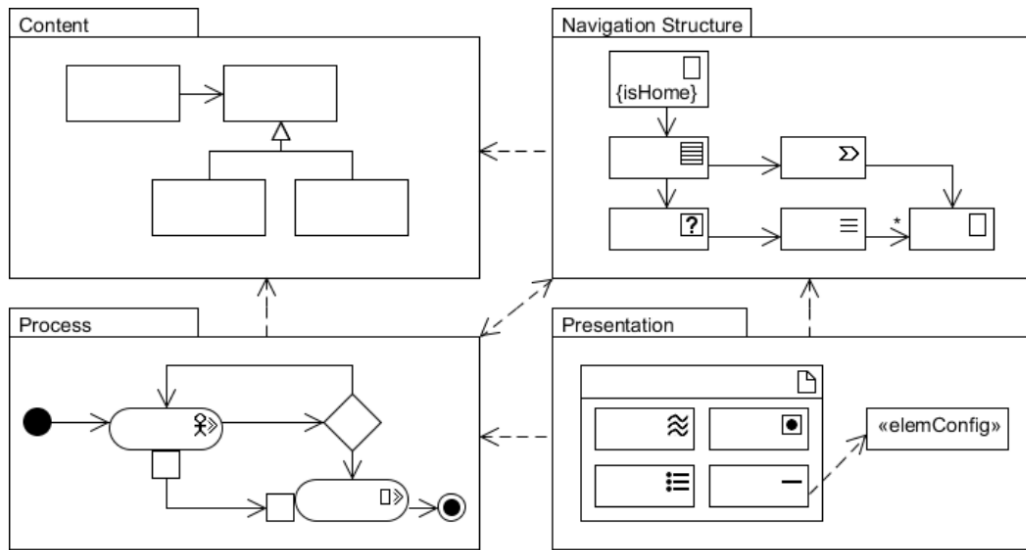 Content
Navigation Structure
{isHome}
?
*
Process
Presentation
«elemConfig»